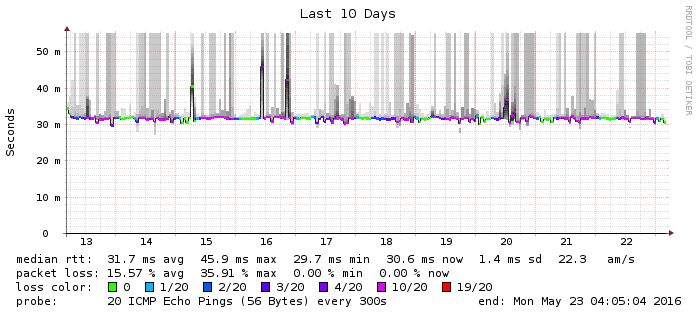 Last 10 Days
RRDTOOL / TOBI OETIKER
Seconds
50 m
40 m
30 m
20 m
10 m
0 m
13 14 15 16 17 18 19 20 21 22
median rtt: 31.7 ms avg 45.9 ms max 29.7 ms min 30.6 ms now 1.4 ms sd 22.3 am/s
packet loss: 15.57 % avg 35.91 % max 0.00 % min 0.00 % now
loss color: 0 1/20 2/20 3/20 4/20 10/20 19/20
probe: 20 ICMP Echo Pings (56 Bytes) every 300s end: Mon May 23 04:05:04 2016